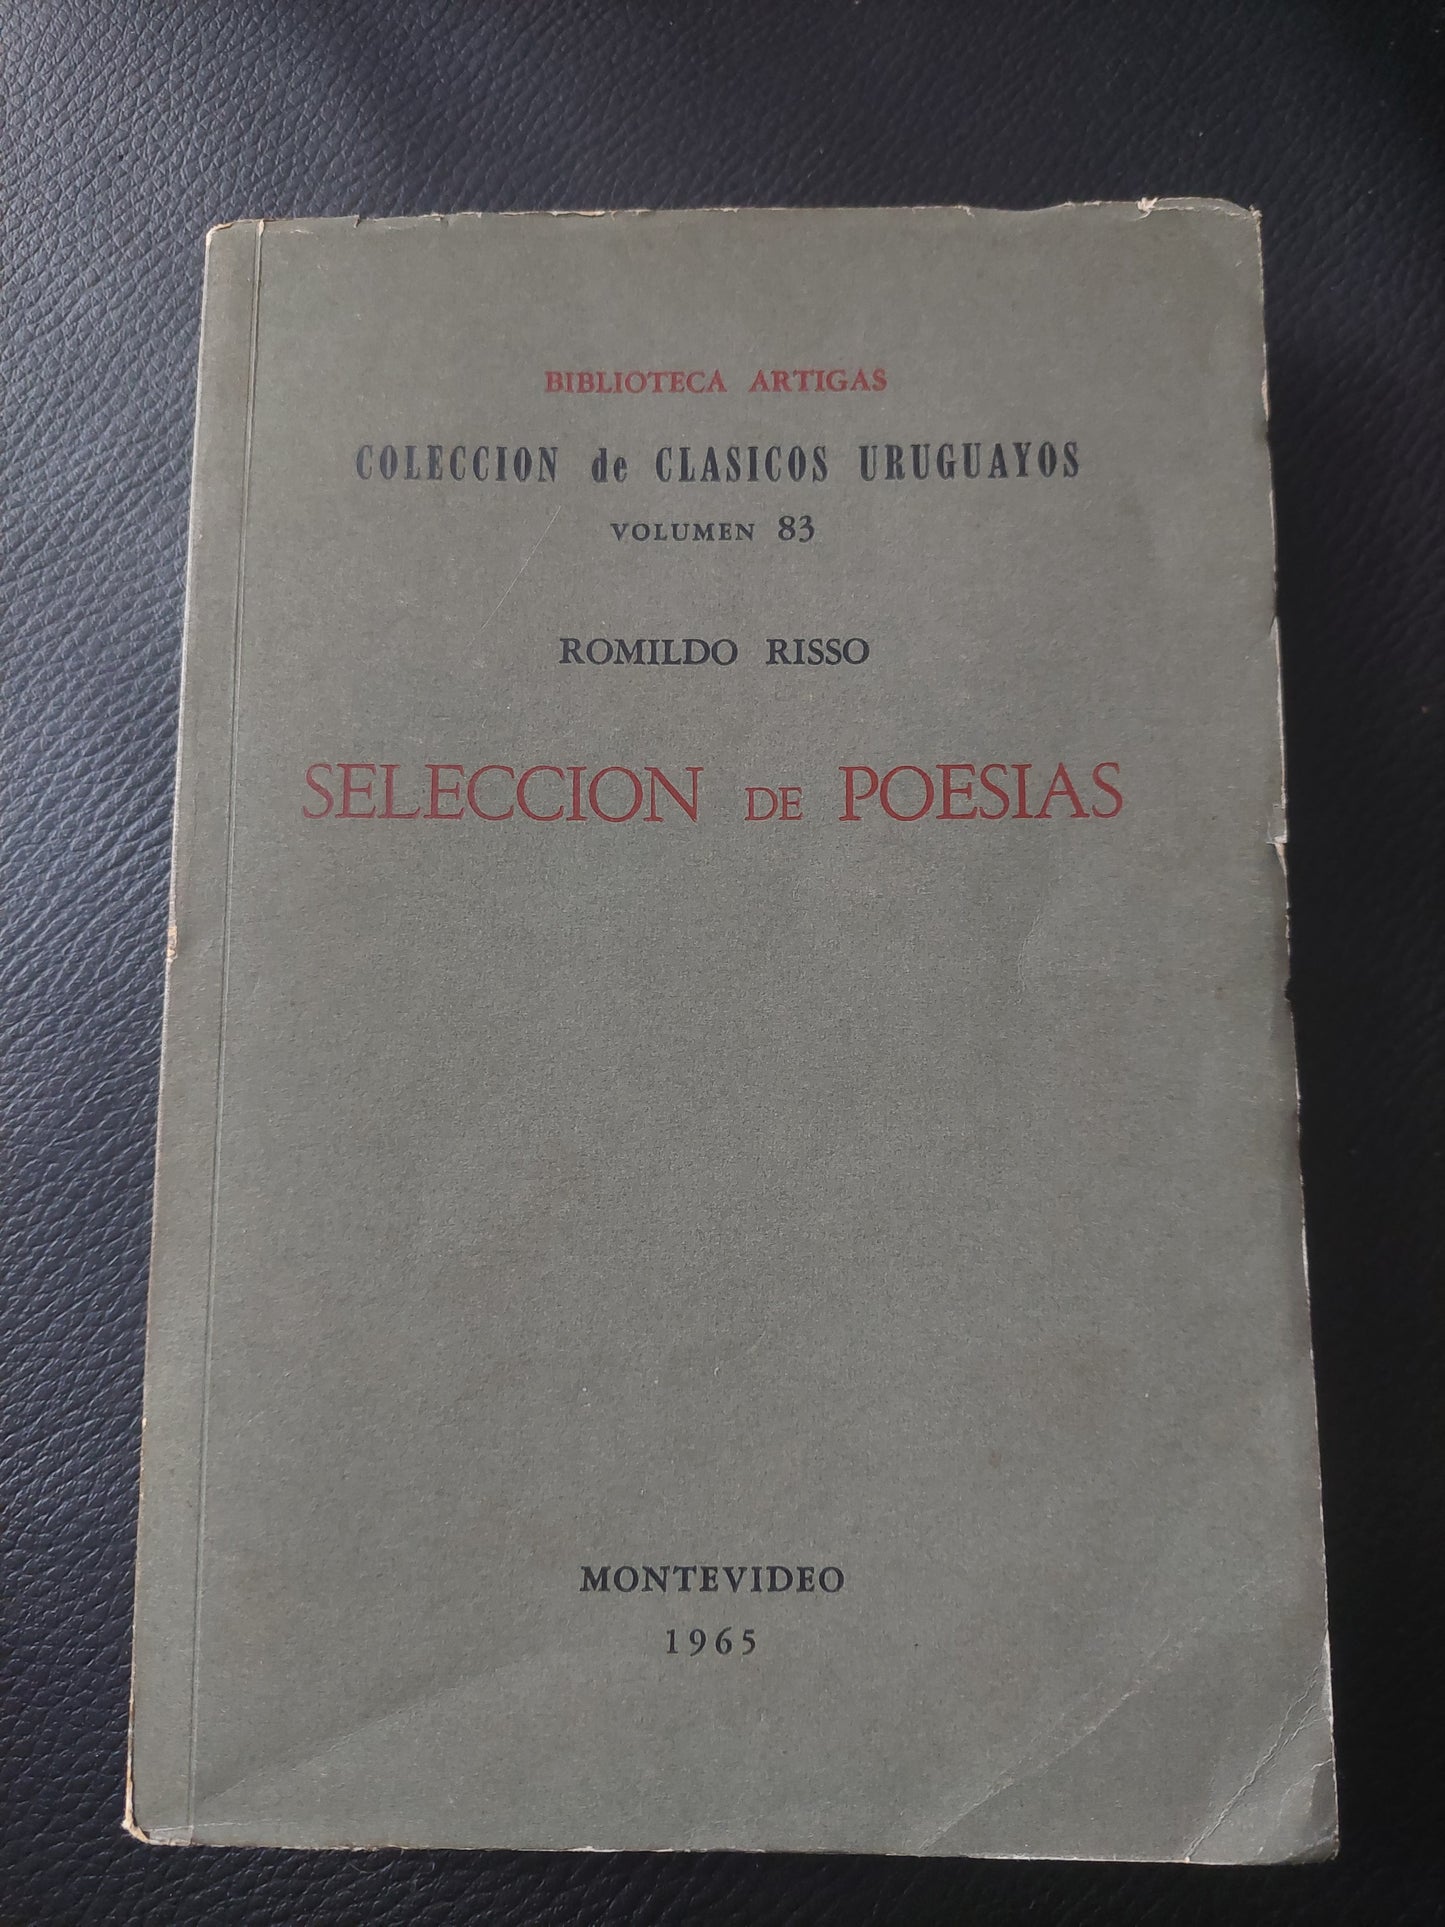 BIBLIOTECA ARTIGAS
COLECCION de CLASICOS URUGUAYOS
VOLUMEN 83
ROMILDO RISSO
SELECCION DE POESIAS
MONTEVIDEO
1965